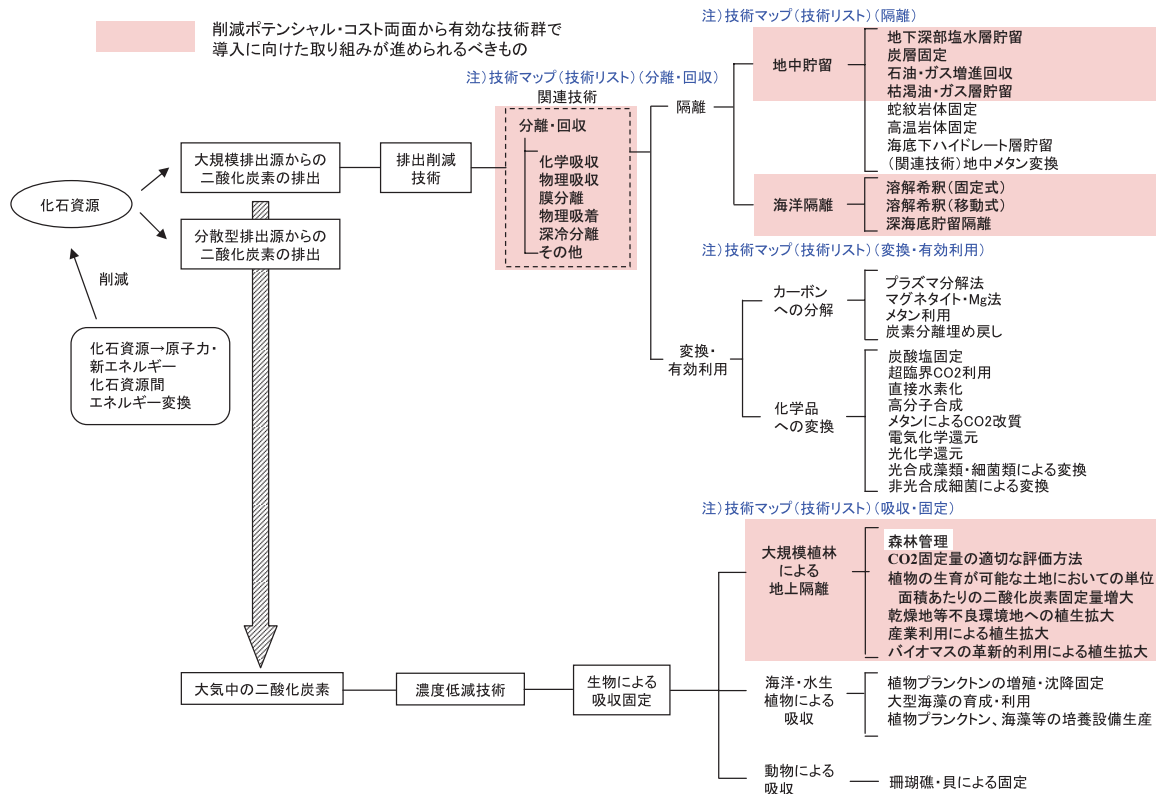 削減ポテンシャル・コスト両面から有効な技術群で
導入に向けた取り組みが進められるべきもの
注）技術マップ（技術リスト）（隔離）
地中貯留
地下深部塩水層貯留
炭層固定
石油・ガス増進回収
枯渇油・ガス層貯留
蛇紋岩体固定
高温岩体固定
海底下ハイドレート層貯留
（関連技術）地中メタン変換
注）技術マップ（技術リスト）（分離・回収）
関連技術
分離・回収
化学吸収
物理吸収
膜分離
物理吸着
深冷分離
その他
隔離
海洋隔離
溶解希釈（固定式）
溶解希釈（移動式）
深海底貯留隔離
化石資源
大規模排出源からの
二酸化炭素の排出
排出削減
技術
分散型排出源からの
二酸化炭素の排出
削減
化石資源→原子力・
新エネルギー
化石資源間
エネルギー変換
注）技術マップ（技術リスト）（変換・有効利用）
変換・
有効利用
カーボン
への分解
プラズマ分解法
マグネタイト・Mg法
メタン利用
炭素分離埋め戻し
化学品
への変換
炭酸塩固定
超臨界CO2利用
直接水素化
高分子合成
メタンによるCO2改質
電気化学還元
光化学還元
光合成藻類・細菌類による変換
非光合成細菌による変換
注）技術マップ（技術リスト）（吸収・固定）
大規模植林
による
地上隔離
森林管理
CO2固定量の適切な評価方法
植物の生育が可能な土地においての単位
面積あたりの二酸化炭素固定量増大
乾燥地等不良環境地への植生拡大
産業利用による植生拡大
バイオマスの革新的利用による植生拡大
大気中の二酸化炭素
濃度低減技術
生物による
吸収固定
海洋・水生
植物による
吸収
植物プランクトンの増殖・沈降固定
大型海藻の育成・利用
植物プランクトン、海藻等の培養設備生産
動物による
吸収
珊瑚礁・貝による固定